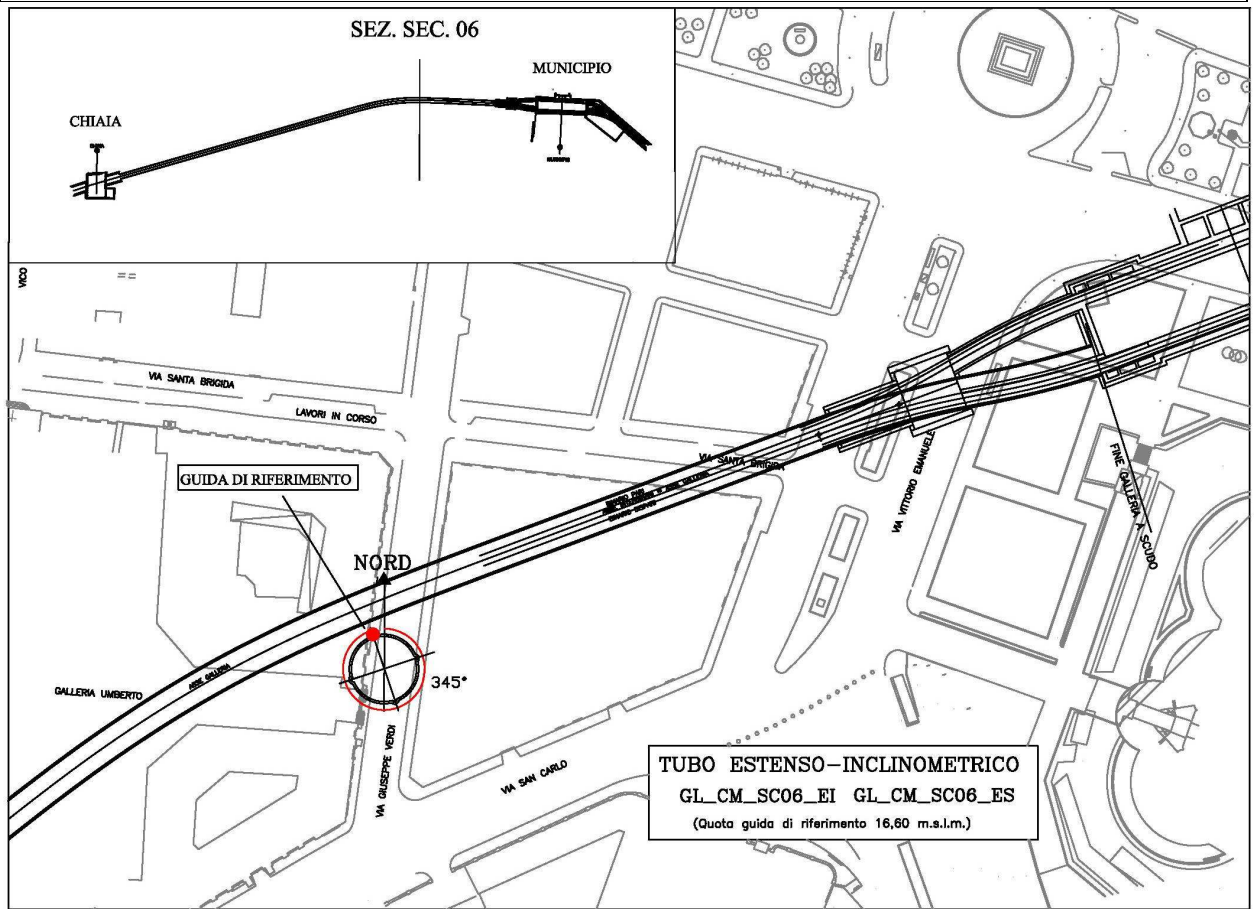 SEZ. SEC. 06
MUNICIPIO
CHIAIA
VICO
VIA SANTA BRIGIDA
LAVORI IN CORSO
GUIDA DI RIFERIMENTO
VIA SANTA BRIGIDA
VIA VITTORIO EMANUELE
FINE GALLERIA A SCUDO
NORD
ASSE GALLERIA
GALLERIA UMBERTO
345°
VIA GIUSEPPE VERDI
VIA SAN CARLO
TUBO ESTENSO-INCLINOMETRICO
GL_CM_SC06_EI GL_CM_SC06_ES
(Quota guida di riferimento 16,60 m.s.l.m.)